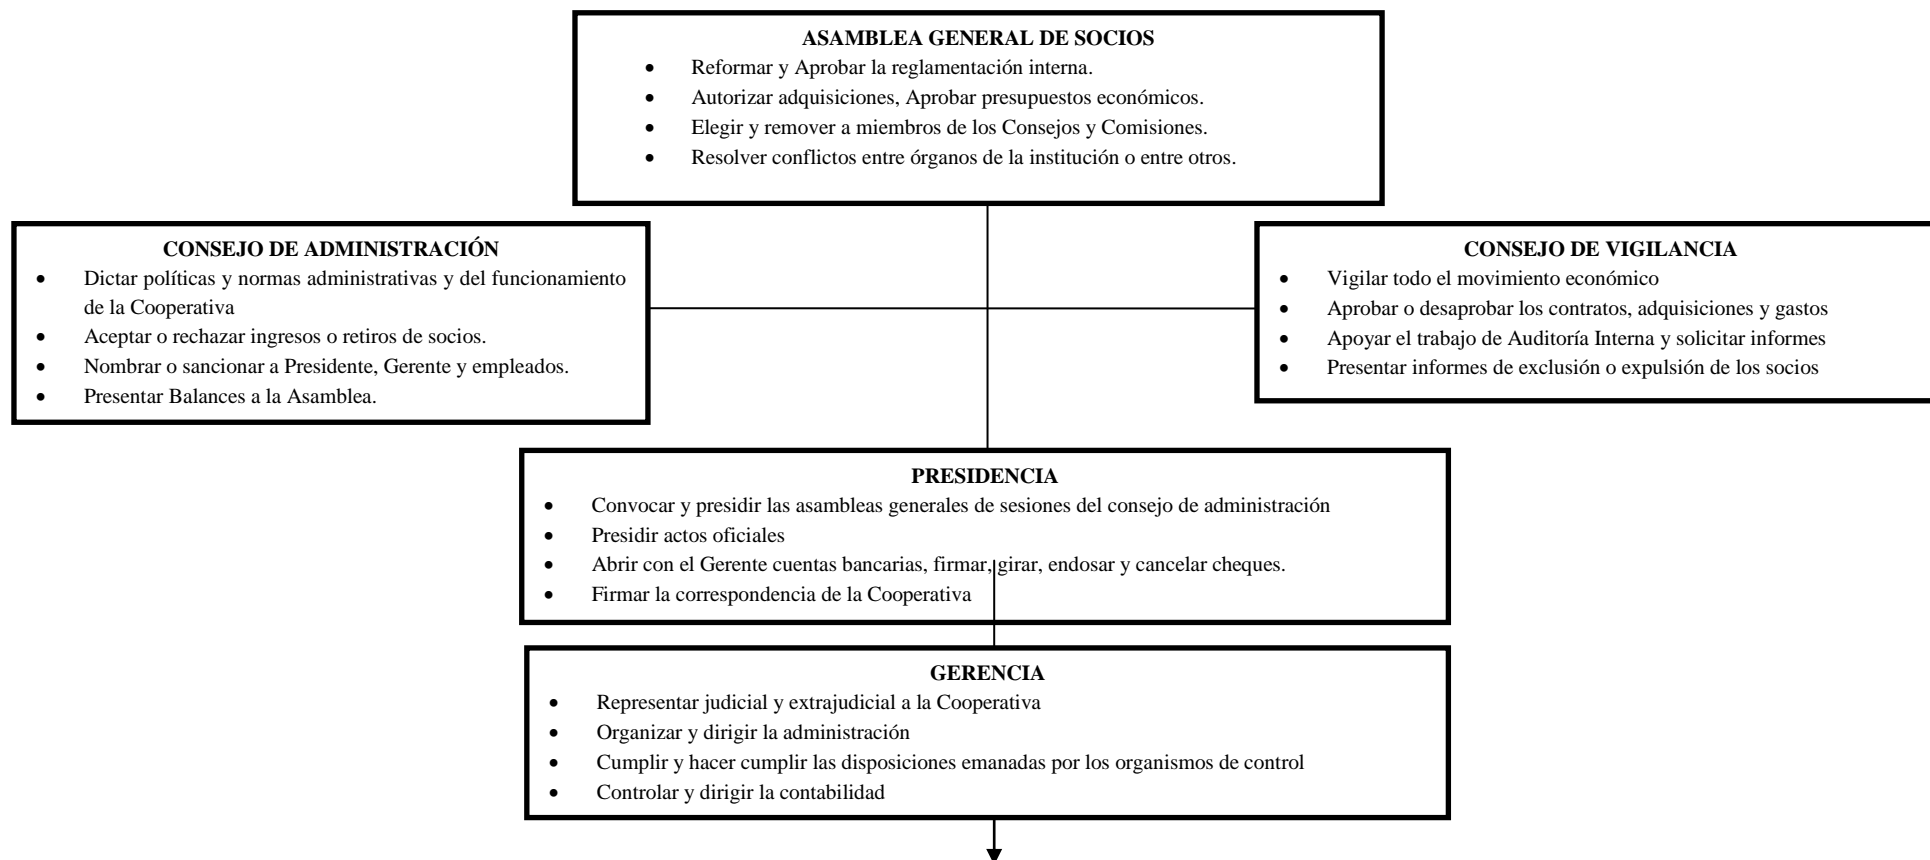 ASAMBLEA GENERAL DE SOCIOS
• Reformar y Aprobar la reglamentación interna.
• Autorizar adquisiciones, Aprobar presupuestos económicos.
• Elegir y remover a miembros de los Consejos y Comisiones.
• Resolver conflictos entre órganos de la institución o entre otros.
CONSEJO DE ADMINISTRACIÓN
• Dictar políticas y normas administrativas y del funcionamiento
de la Cooperativa
• Aceptar o rechazar ingresos o retiros de socios.
• Nombrar o sancionar a Presidente, Gerente y empleados.
• Presentar Balances a la Asamblea.
CONSEJO DE VIGILANCIA
• Vigilar todo el movimiento económico
• Aprobar o desaprobar los contratos, adquisiciones y gastos
• Apoyar el trabajo de Auditoría Interna y solicitar informes
• Presentar informes de exclusión o expulsión de los socios
PRESIDENCIA
• Convocar y presidir las asambleas generales de sesiones del consejo de administración
• Presidir actos oficiales
• Abrir con el Gerente cuentas bancarias, firmar, girar, endosar y cancelar cheques.
• Firmar la correspondencia de la Cooperativa
GERENCIA
• Representar judicial y extrajudicial a la Cooperativa
• Organizar y dirigir la administración
• Cumplir y hacer cumplir las disposiciones emanadas por los organismos de control
• Controlar y dirigir la contabilidad